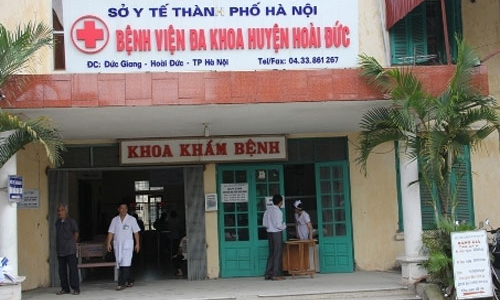 SỞ Y TẾ THÀNH PHỐ HÀ NỘI
BỆNH VIỆN ĐA KHOA HUYỆN HOÀI ĐỨC
ĐC: Đức Giang - Hoài Đức - TP Hà Nội Tel/Fax: 04.33.861 267
KHOA KHÁM BỆNH